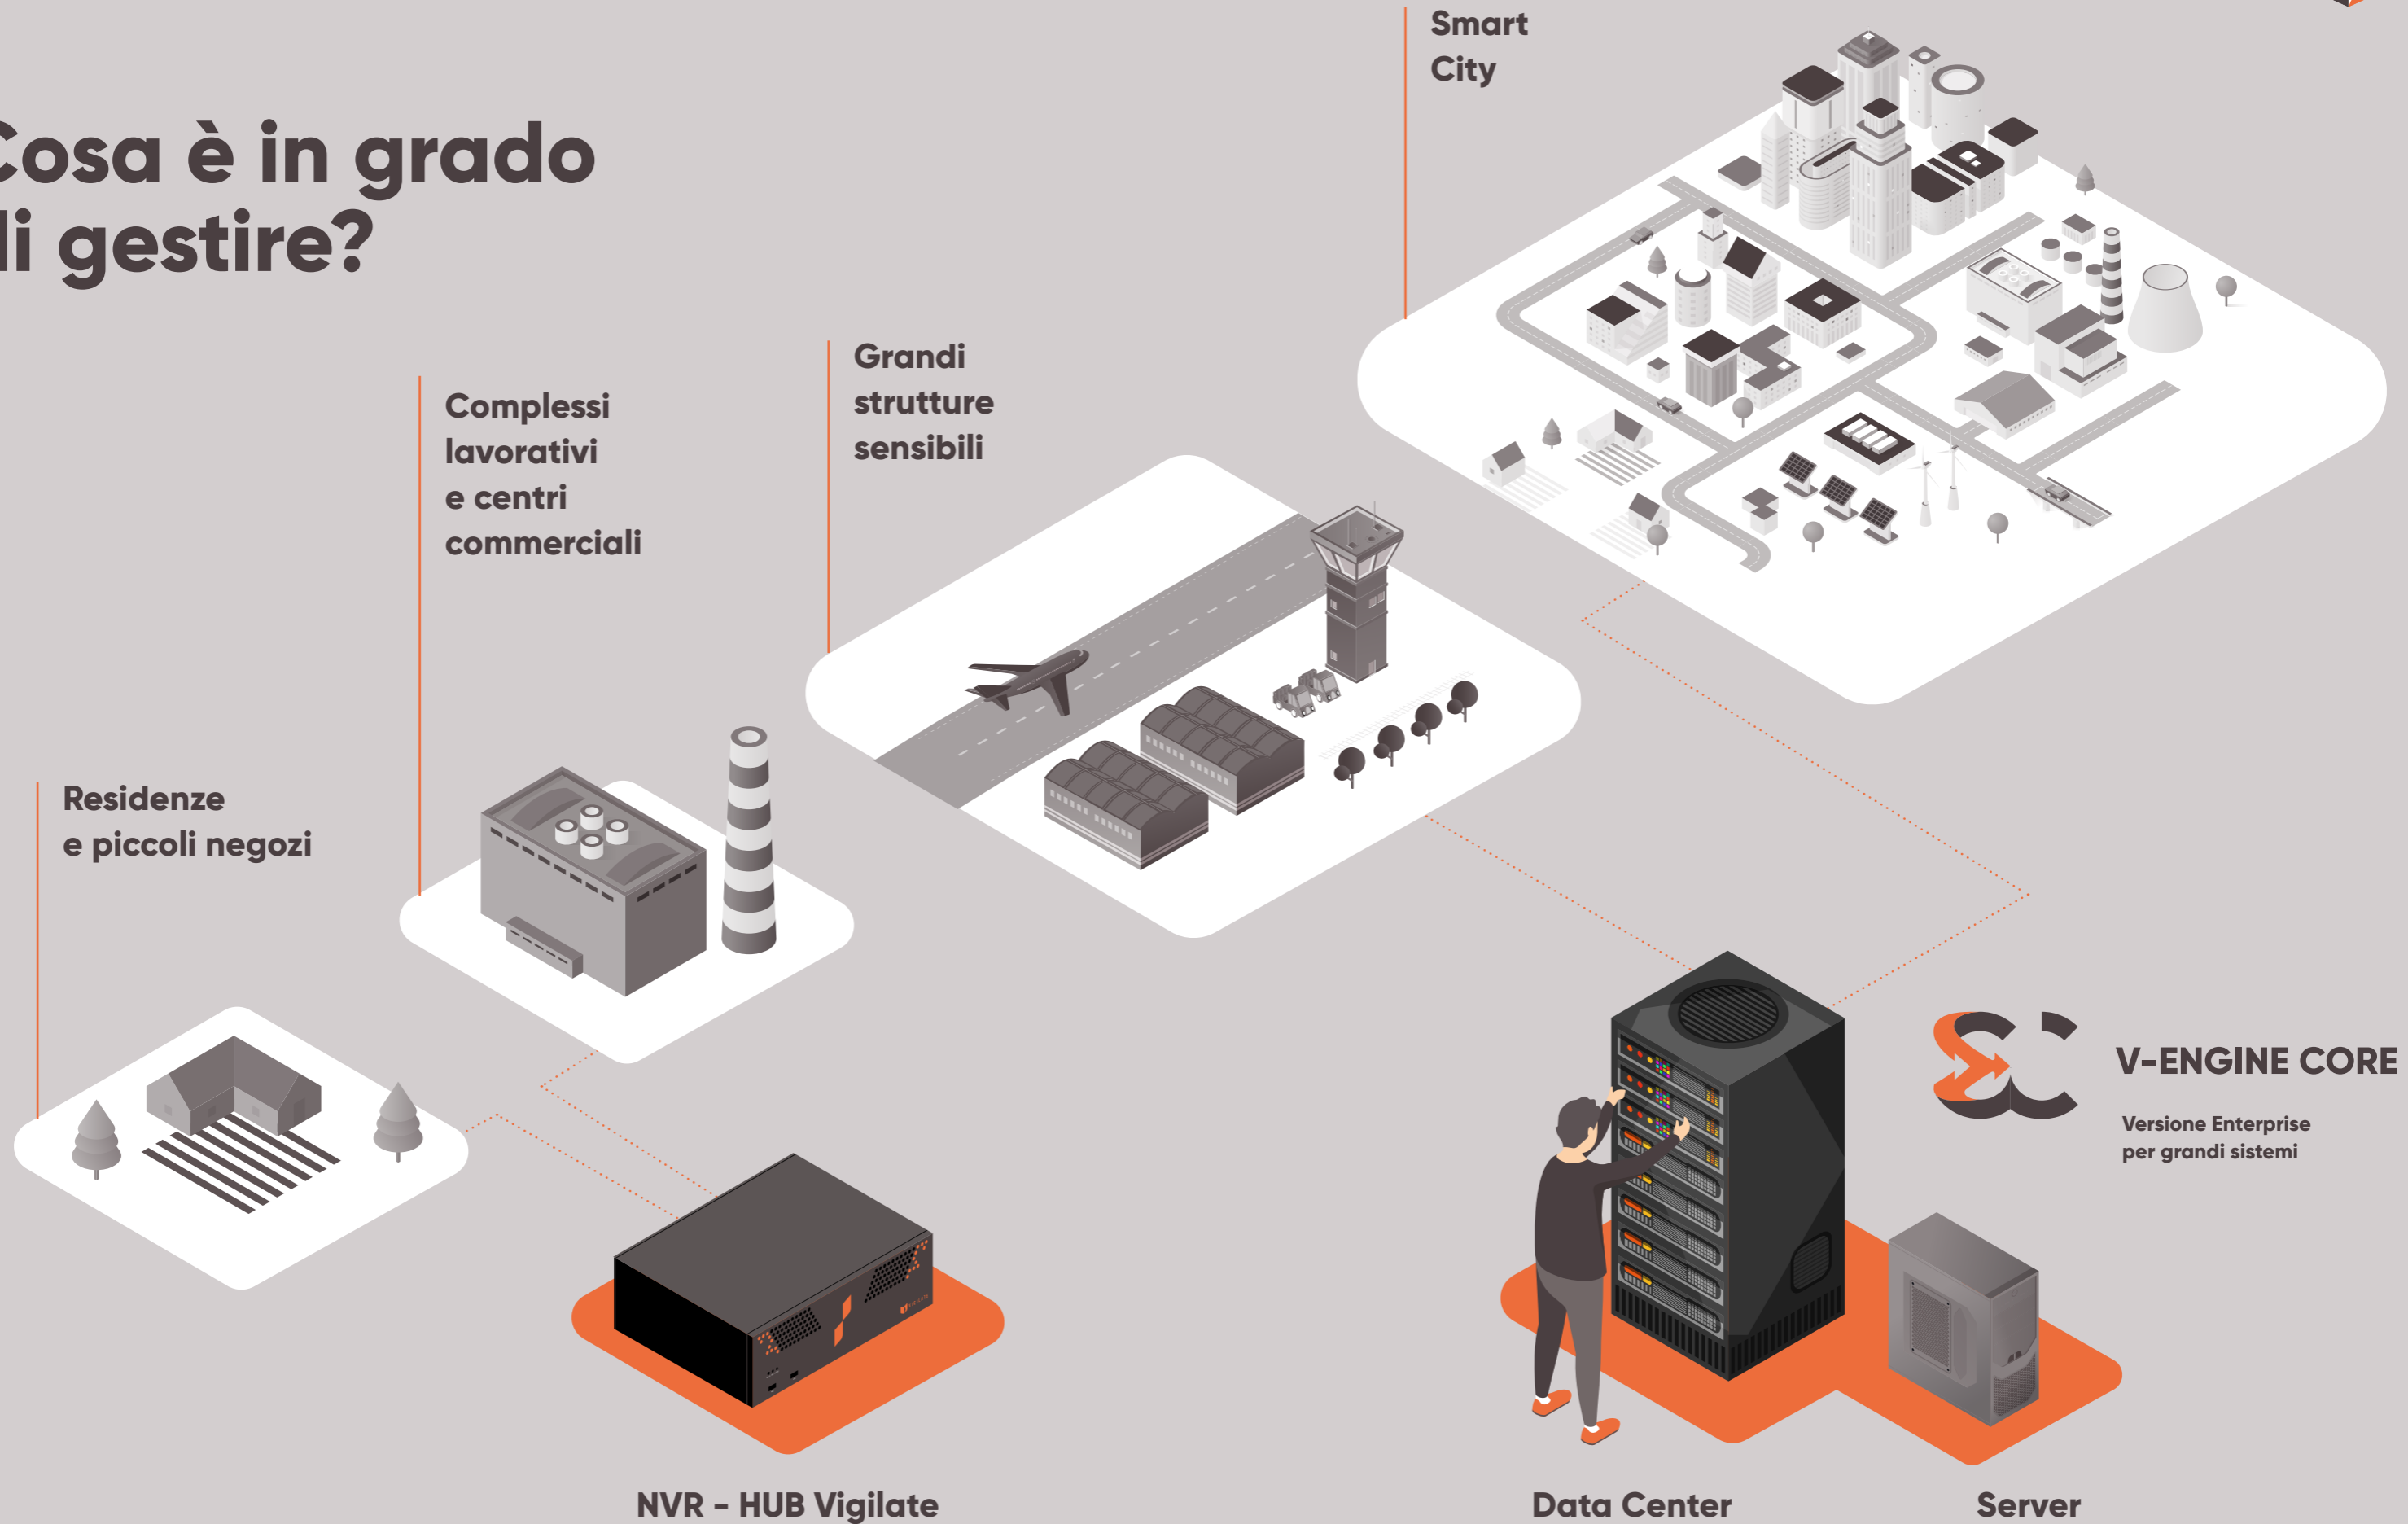 Cosa è in grado
di gestire?
Smart
City
Grandi
strutture
sensibili
Complessi
lavorativi
e centri
commerciali
Residenze
e piccoli negozi
V-ENGINE CORE
Versione Enterprise
per grandi sistemi
NVR - HUB Vigilate
Data Center
Server